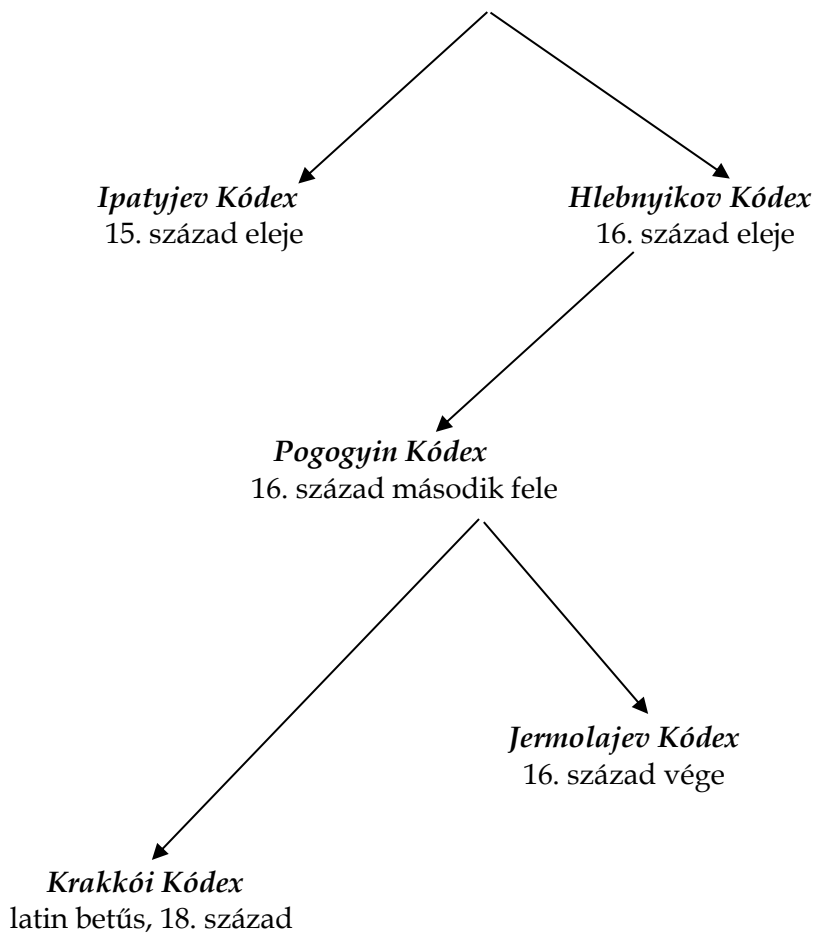 Ipatyjev Kódex
15. század eleje
Hlebnyikov Kódex
16. század eleje
Pogogyin Kódex
16. század második fele
Jermolajev Kódex
16. század vége
Krakkói Kódex
latin betűs, 18. század